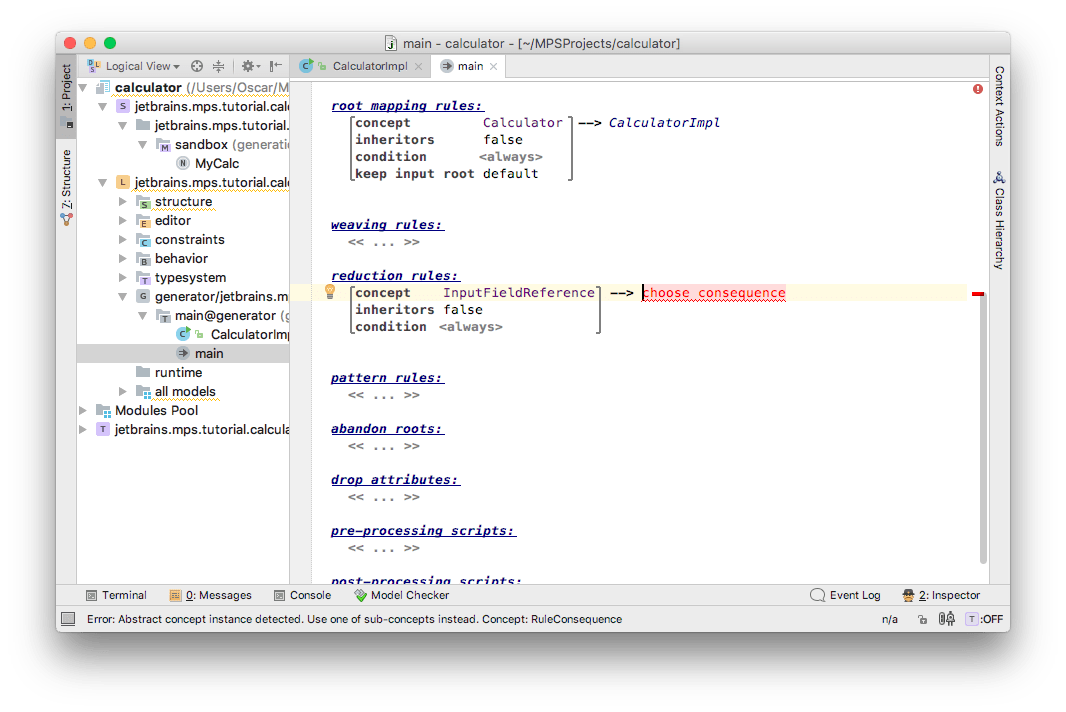 main - calculator - [~/MPSProjects/calculator]
Logical View
CalculatorImpl
main
1: Project
Z: Structure
calculator (/Users/Oscar/M
S jetbrains.mps.tutorial.calc
jetbrains.mps.tutorial.
M sandbox (generatio
N MyCalc
L jetbrains.mps.tutorial.calc
S structure
E editor
C constraints
B behavior
T typesystem
G generator/jetbrains.m
T main@generator (g
C CalculatorImp
main
runtime
all models
Modules Pool
T jetbrains.mps.tutorial.calcula
root mapping rules:
concept Calculator --> CalculatorImpl
inheritors false
condition <always>
keep input root default
weaving rules:
<< ... >>
reduction rules:
concept InputFieldReference --> choose consequence
inheritors false
condition <always>
pattern rules:
<< ... >>
abandon roots:
<< ... >>
drop attributes:
<< ... >>
pre-processing scripts:
<< ... >>
post-processing scripts:
Context Actions
Class Hierarchy
Terminal
0: Messages
Console
Model Checker
Event Log
2: Inspector
Error: Abstract concept instance detected. Use one of sub-concepts instead. Concept: RuleConsequence
n/a
T :OFF